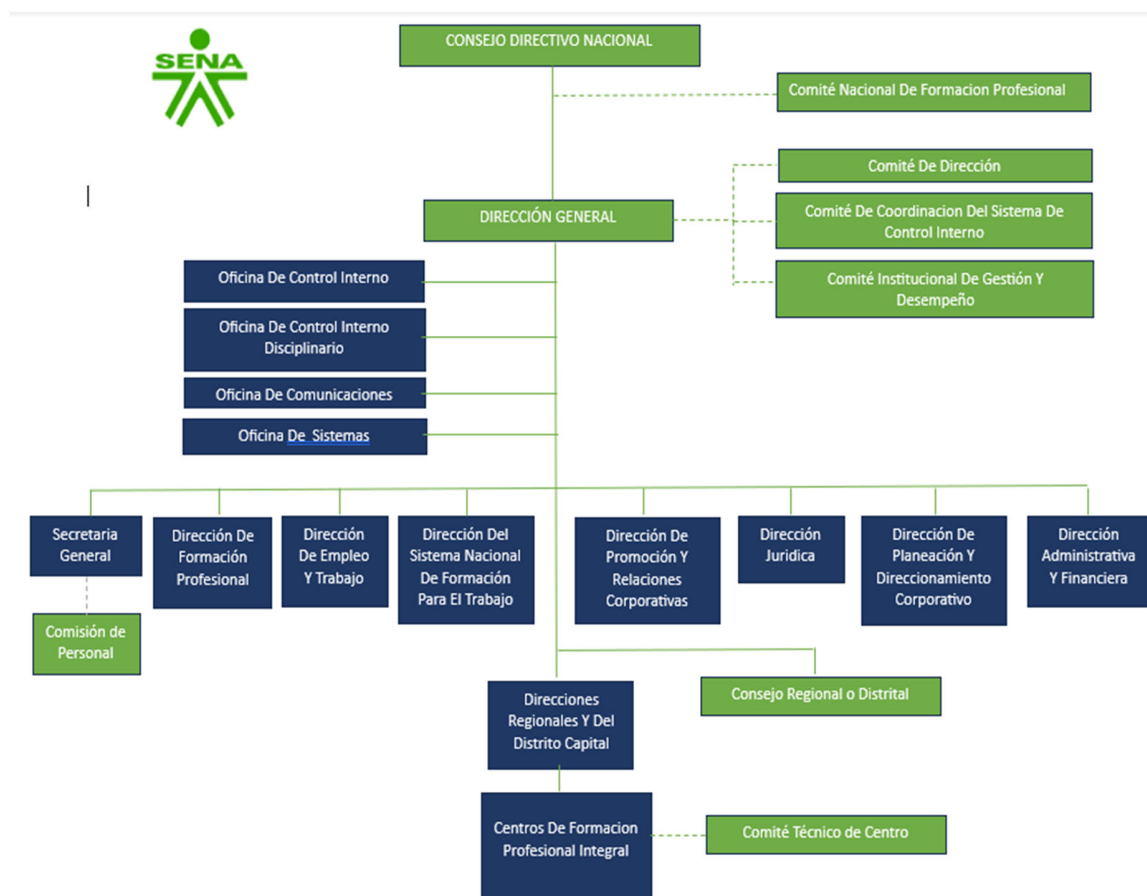 SENA
CONSEJO DIRECTIVO NACIONAL
Comité Nacional De Formacion Profesional
Comité De Dirección
DIRECCIÓN GENERAL
Comité De Coordinacion Del Sistema De
Control Interno
Comité Institucional De Gestión Y
Desempeño
Oficina De Control Interno
Oficina De Control Interno
Disciplinario
Oficina De Comunicaciones
Oficina De Sistemas
Secretaria
General
Dirección De
Formación
Profesional
Dirección
De Empleo
Y Trabajo
Dirección Del
Sistema Nacional
De Formación
Para El Trabajo
Dirección De
Promoción Y
Relaciones
Corporativas
Dirección
Juridica
Dirección De
Planeación Y
Direccionamiento
Corporativo
Dirección
Administrativa
Y Financiera
Comisión de
Personal
Direcciones
Regionales Y Del
Distrito Capital
Consejo Regional o Distrital
Centros De Formacion
Profesional Integral
Comité Técnico de Centro